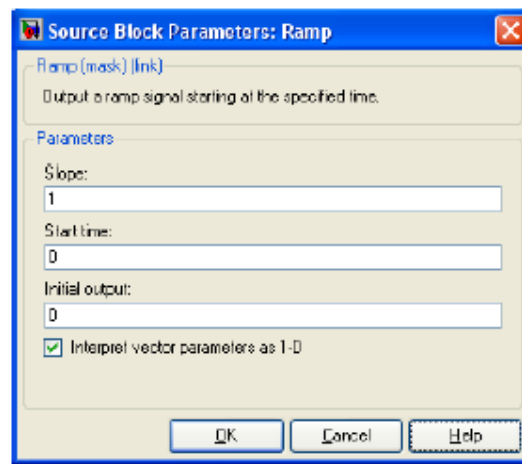 Source Block Parameters: Ramp
Ramp (mask) (link)
Output a ramp signal starting at the specified time.
Parameters
Slope:
1
Start time:
0
Initial output:
0
Interpret vector parameters as 1-D
OK
Cancel
Help